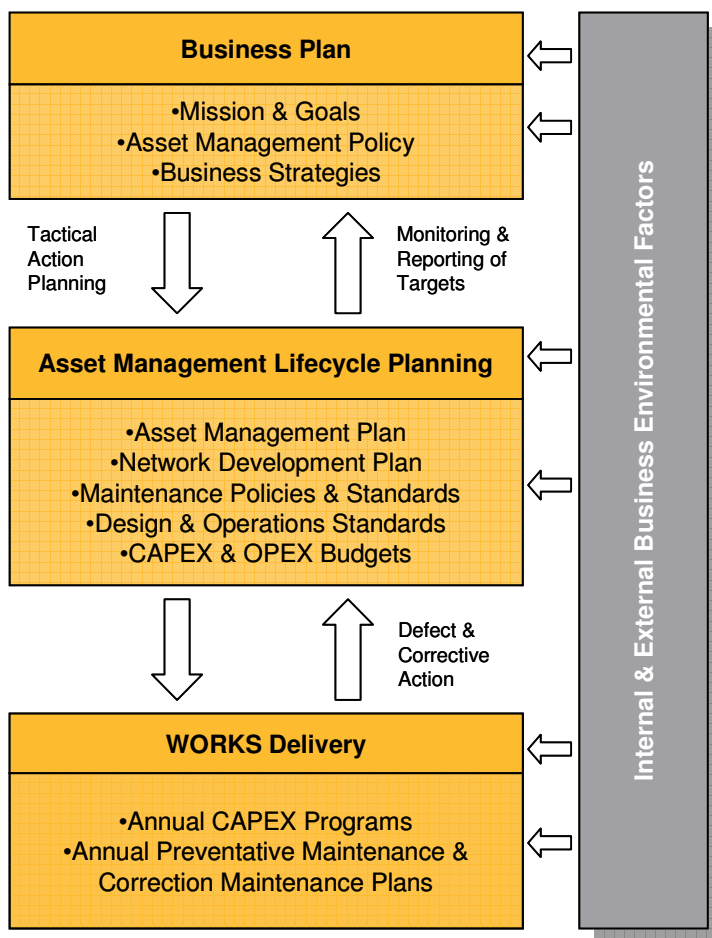 Business Plan
•Mission & Goals
•Asset Management Policy
•Business Strategies
Tactical
Action
Planning
Monitoring &
Reporting of
Targets
Asset Management Lifecycle Planning
•Asset Management Plan
•Network Development Plan
•Maintenance Policies & Standards
•Design & Operations Standards
•CAPEX & OPEX Budgets
Defect &
Corrective
Action
WORKS Delivery
•Annual CAPEX Programs
•Annual Preventative Maintenance &
Correction Maintenance Plans
Internal & External Business Environmental Factors